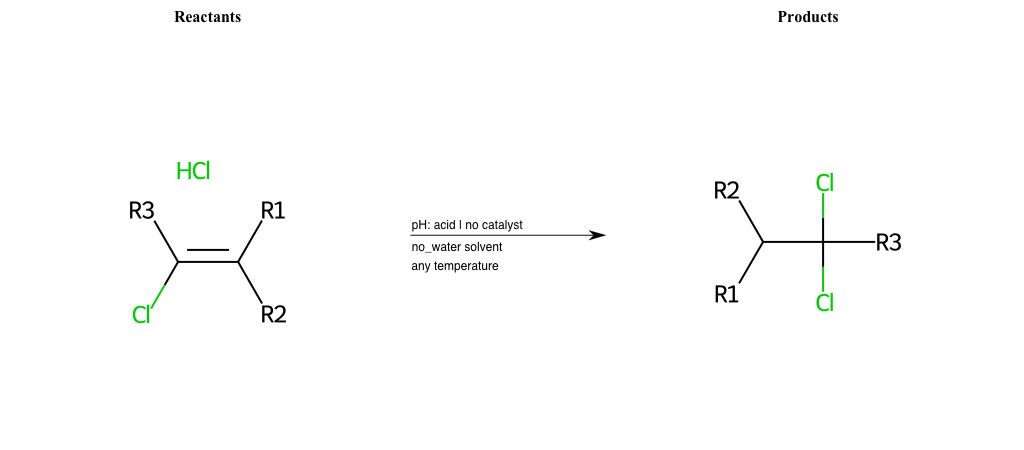 Reactants
Products
HCl
R3
R1
Cl
R2
pH: acid | no catalyst
no_water solvent
any temperature
R2
Cl
R3
R1
Cl